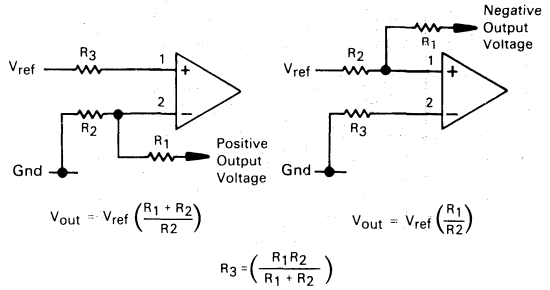 R3
Vref
1
+
2
−
R2
R1
Positive
Output
Voltage
Gnd
Vout = Vref (R1 + R2 / R2)
Negative
Output
Voltage
R1
R2
Vref
1
+
2
−
R3
Gnd
Vout = Vref (R1 / R2)
R3 = (R1R2 / R1 + R2)